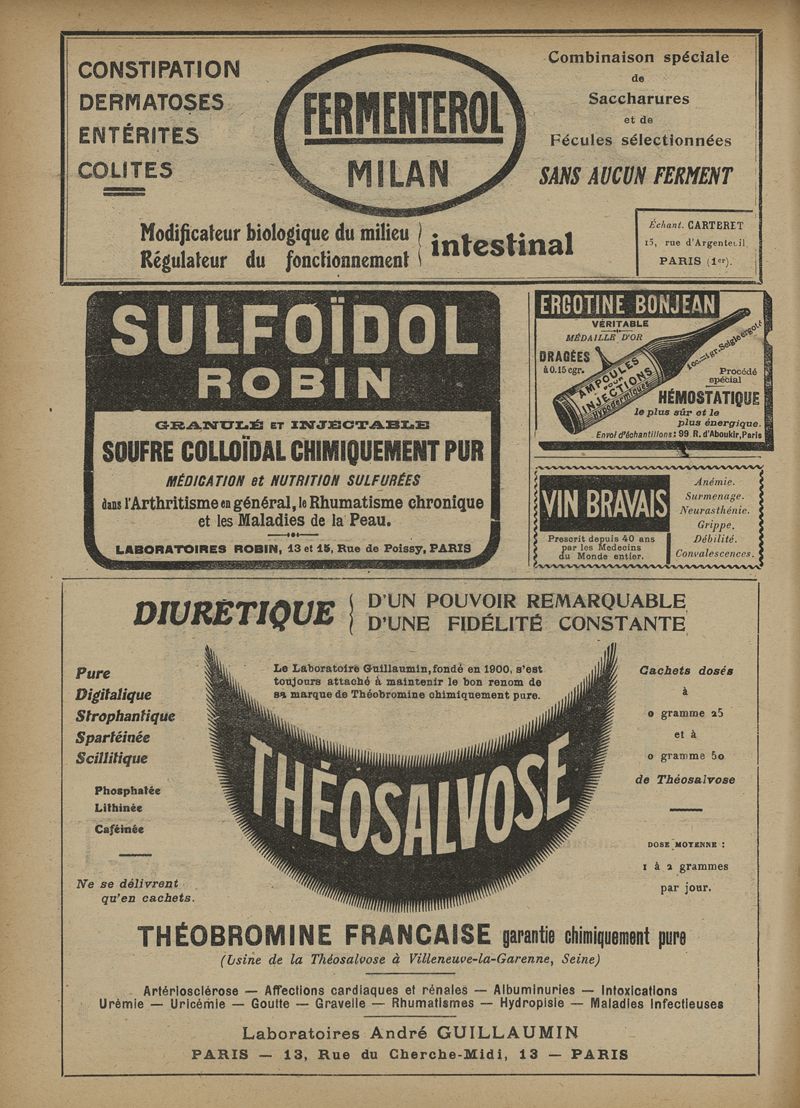 CONSTIPATION
DERMATOSES
ENTÉRITES
COLITES
FERMENTEROL
MILAN
Combinaison spéciale
de
Saccharures
et de
Fécules sélectionnées
SANS AUCUN FERMENT
Modificateur biologique du milieu
Régulateur du fonctionnement
intestinal
Échant. CARTERET
15, rue d'Argenteuil
PARIS (1er).
SULFOÏDOL
ROBIN
GRANULÉ ET INJECTABLE
SOUFRE COLLOÏDAL CHIMIQUEMENT PUR
MÉDICATION et NUTRITION SULFURÉES
dans l'Arthritisme en général, le Rhumatisme chronique
et les Maladies de la Peau.
LABORATOIRES ROBIN, 13 et 15, Rue de Poissy, PARIS
ERGOTINE BONJEAN
VÉRITABLE
MÉDAILLE D'OR
DRAGÉES
à 0.15 cgr.
AMPOULES
POUR
INJECTIONS
Hypodermiques
1cc.=1gr.Seigle ergoté
Procédé
spécial
HÉMOSTATIQUE
le plus sûr et le
plus énergique.
Envoi d'échantillons: 99 R. d'Aboukir, Paris
VIN BRAVAIS
Prescrit depuis 40 ans
par les Medecins
du Monde entier.
Anémie.
Surmenage.
Neurasthénie.
Grippe.
Débilité.
Convalescences.
DIURÉTIQUE
D'UN POUVOIR REMARQUABLE
D'UNE FIDÉLITÉ CONSTANTE
Le Laboratoire Guillaumin, fondé en 1900, s'est
toujours attaché à maintenir le bon renom de
sa marque de Théobromine chimiquement pure.
Pure
Digitalique
Strophantique
Spartéinée
Scillitique
Phosphatée
Lithinée
Caféinée
Ne se délivrent
qu'en cachets.
THÉOSALVOSE
Cachets dosés
à
0 gramme 25
et à
0 gramme 50
de Théosalvose
DOSE MOYENNE :
1 à 2 grammes
par jour.
THÉOBROMINE FRANCAISE garantie chimiquement pure
(Usine de la Théosalvose à Villeneuve-la-Garenne, Seine)
Artériosclérose — Affections cardiaques et rénales — Albuminuries — Intoxications
Urémie — Uricémie — Goutte — Gravelle — Rhumatismes — Hydropisie — Maladies Infectieuses
Laboratoires André GUILLAUMIN
PARIS — 13, Rue du Cherche-Midi, 13 — PARIS